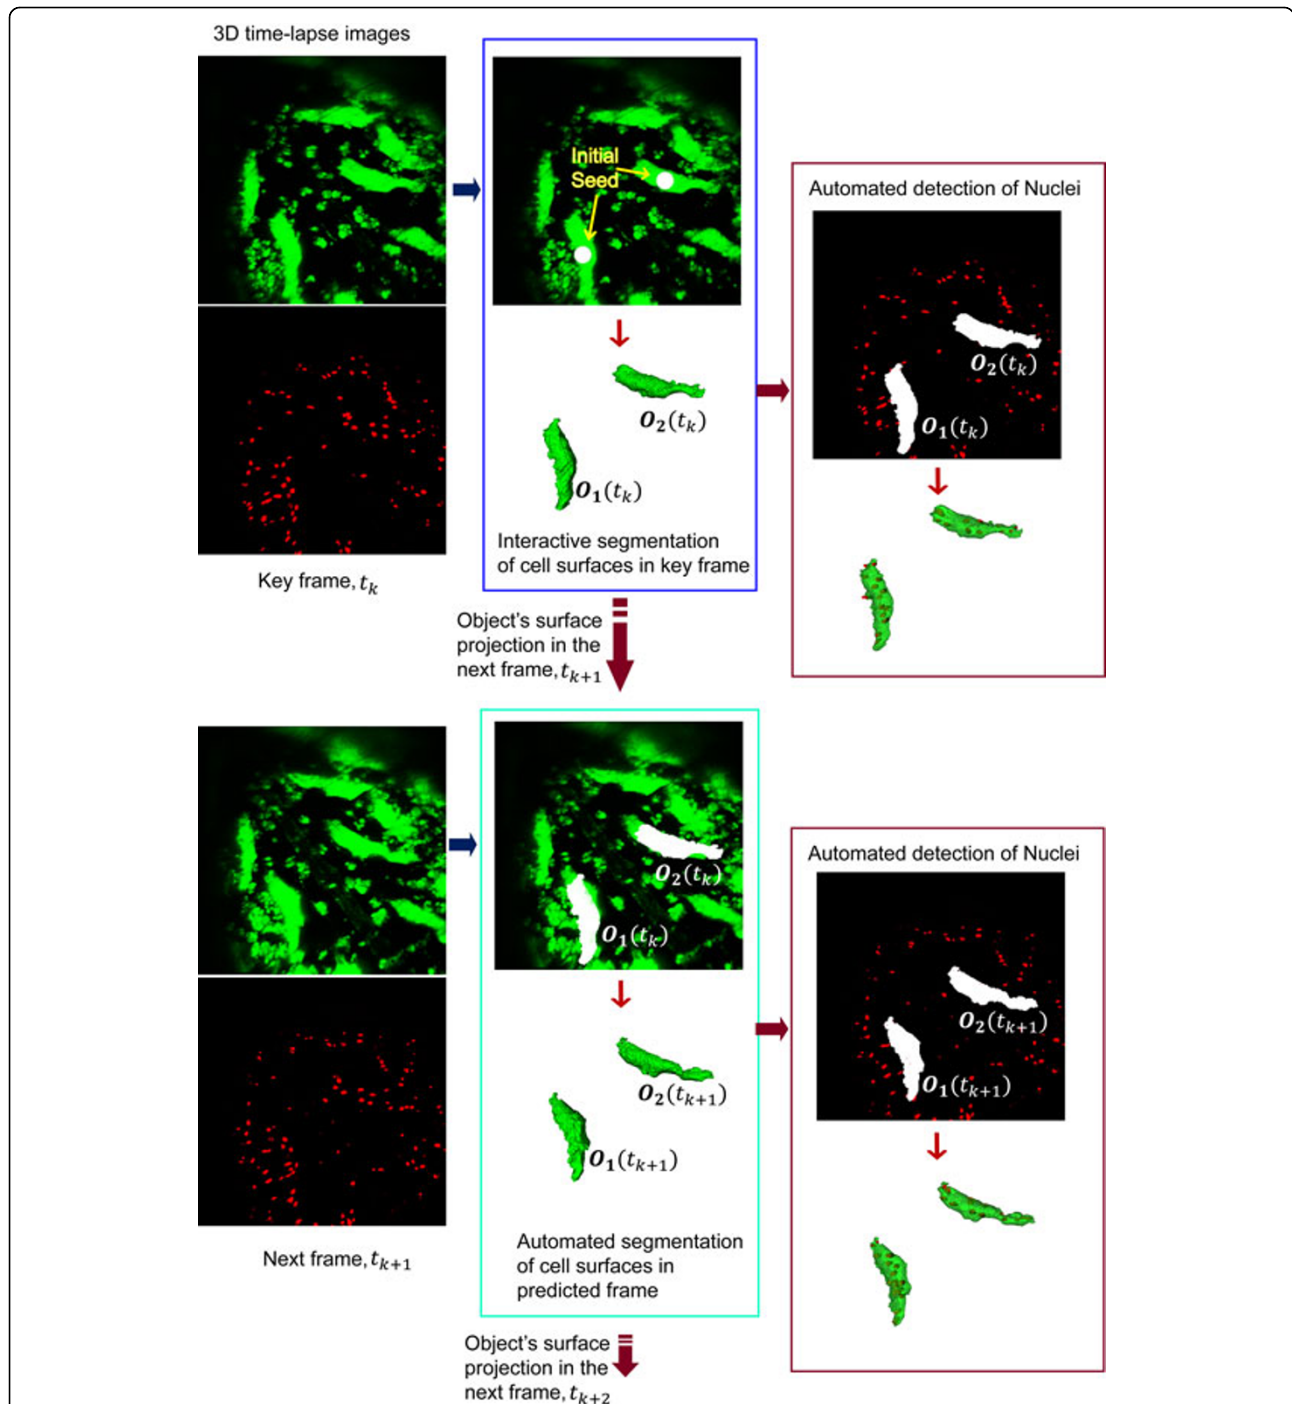 3D time-lapse images
Initial
Seed
O₂(tₖ)
O₁(tₖ)
Interactive segmentation
of cell surfaces in key frame
Key frame, tₖ
Automated detection of Nuclei
O₂(tₖ)
O₁(tₖ)
Object's surface
projection in the
next frame, tₖ₊₁
O₂(tₖ)
O₁(tₖ)
O₂(tₖ₊₁)
O₁(tₖ₊₁)
Automated segmentation
of cell surfaces in
predicted frame
Next frame, tₖ₊₁
Automated detection of Nuclei
O₂(tₖ₊₁)
O₁(tₖ₊₁)
Object's surface
projection in the
next frame, tₖ₊₂